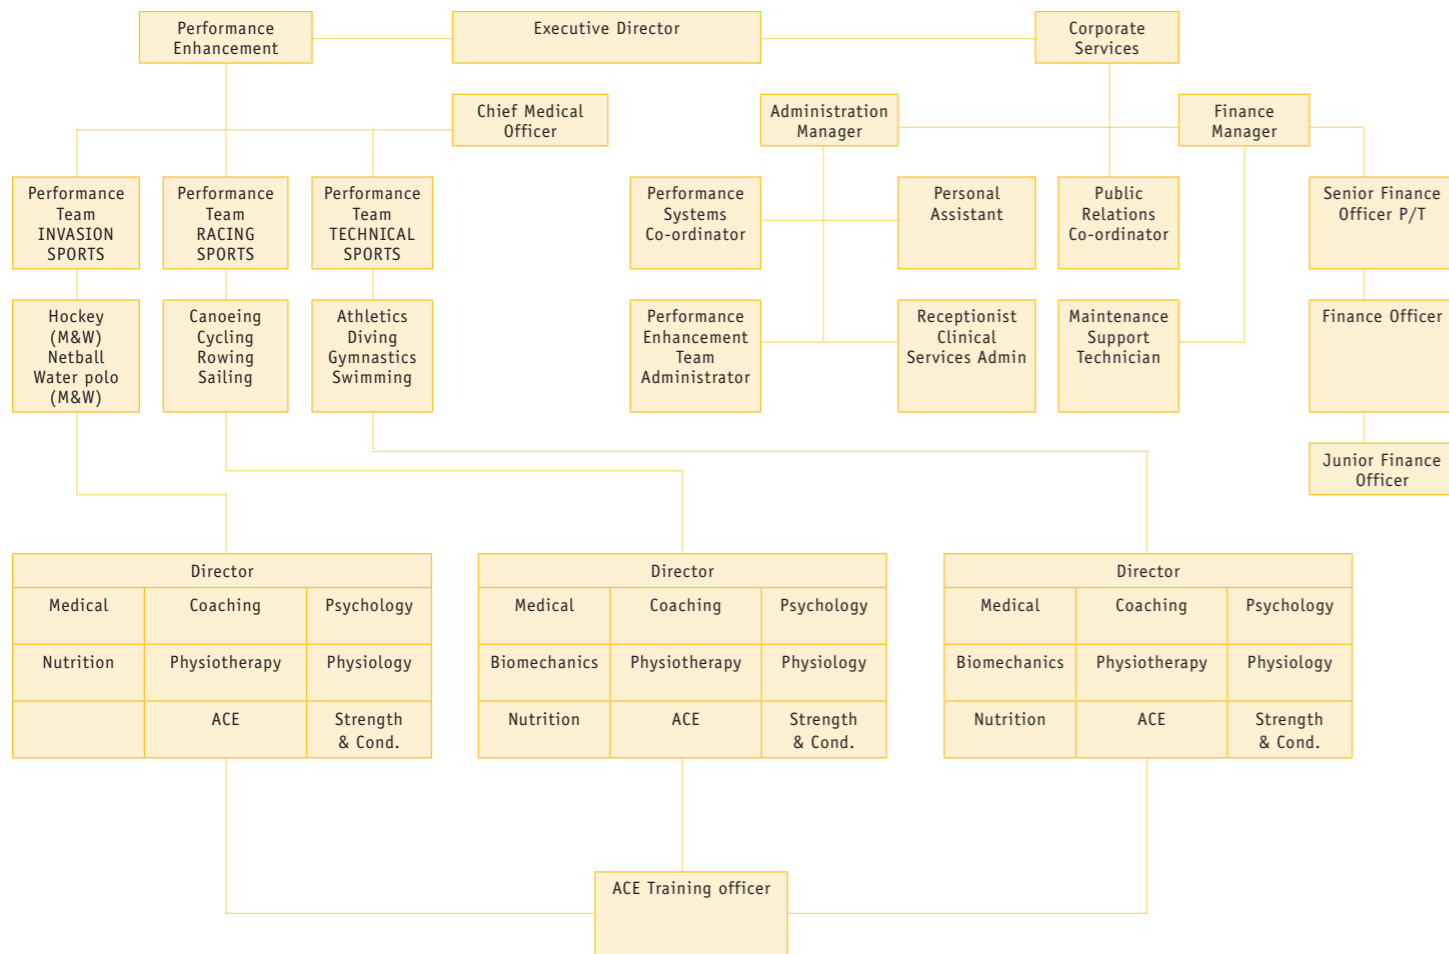 Performance
Enhancement
Executive Director
Corporate
Services
Chief Medical
Officer
Administration
Manager
Finance
Manager
Performance
Team
INVASION
SPORTS
Performance
Team
RACING
SPORTS
Performance
Team
TECHNICAL
SPORTS
Performance
Systems
Co-ordinator
Personal
Assistant
Public
Relations
Co-ordinator
Senior Finance
Officer P/T
Hockey
(M&W)
Netball
Water polo
(M&W)
Canoeing
Cycling
Rowing
Sailing
Athletics
Diving
Gymnastics
Swimming
Performance
Enhancement
Team
Administrator
Receptionist
Clinical
Services Admin
Maintenance
Support
Technician
Finance Officer
Junior Finance
Officer
Director
Medical
Coaching
Psychology
Nutrition
Physiotherapy
Physiology
ACE
Strength
& Cond.
Director
Medical
Coaching
Psychology
Biomechanics
Physiotherapy
Physiology
Nutrition
ACE
Strength
& Cond.
Director
Medical
Coaching
Psychology
Biomechanics
Physiotherapy
Physiology
Nutrition
ACE
Strength
& Cond.
ACE Training officer